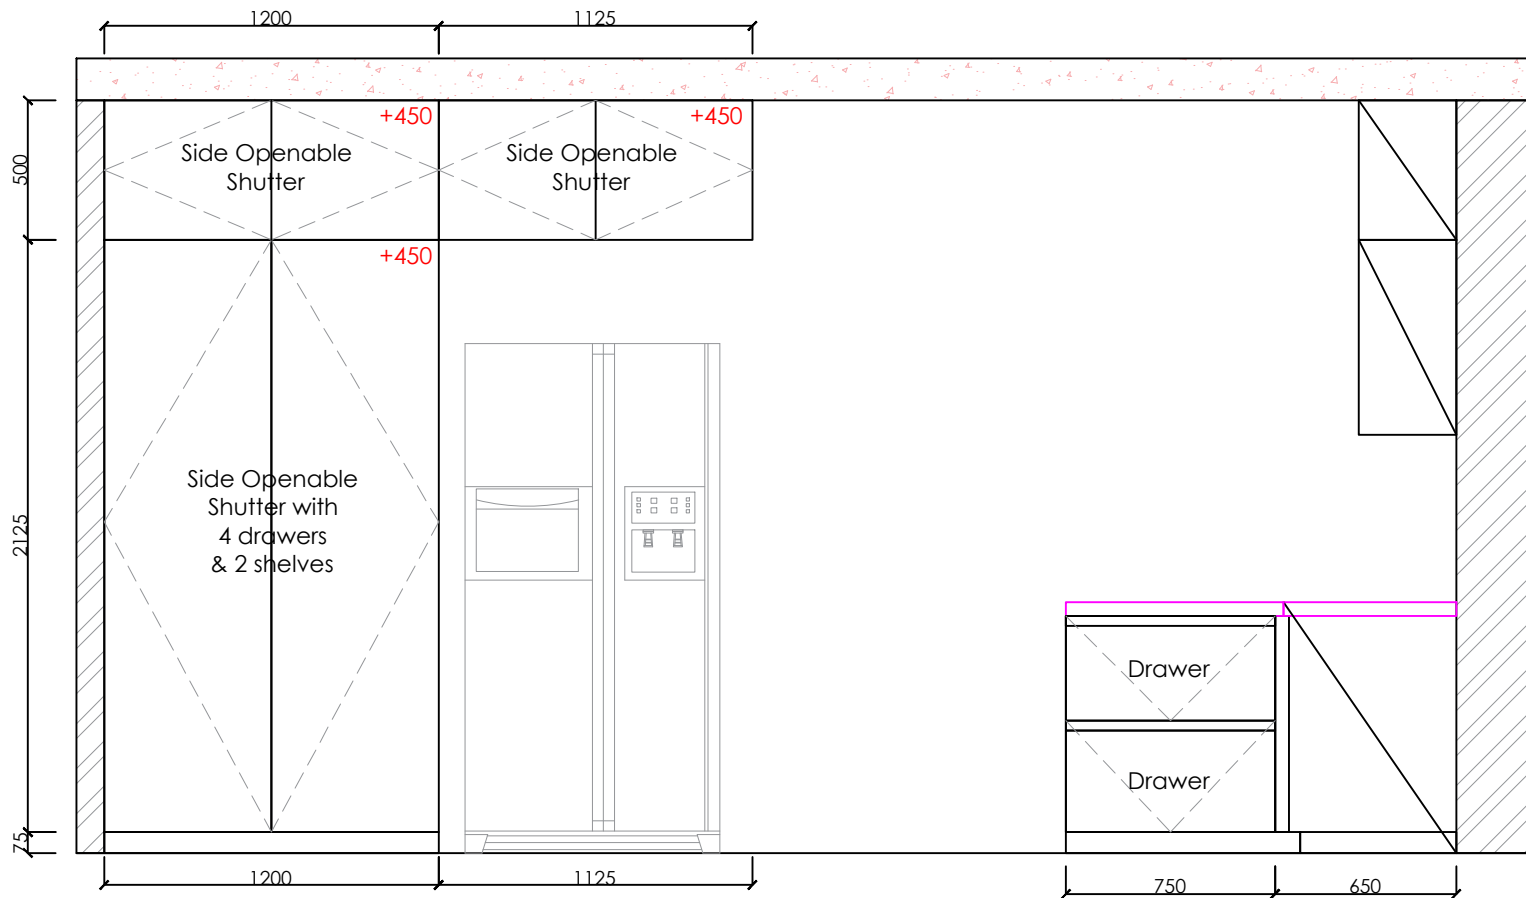 1200
1125
+450
+450
500
Side Openable
Shutter
Side Openable
Shutter
+450
2125
Side Openable
Shutter with
4 drawers
& 2 shelves
Drawer
Drawer
75
1200
1125
750
650